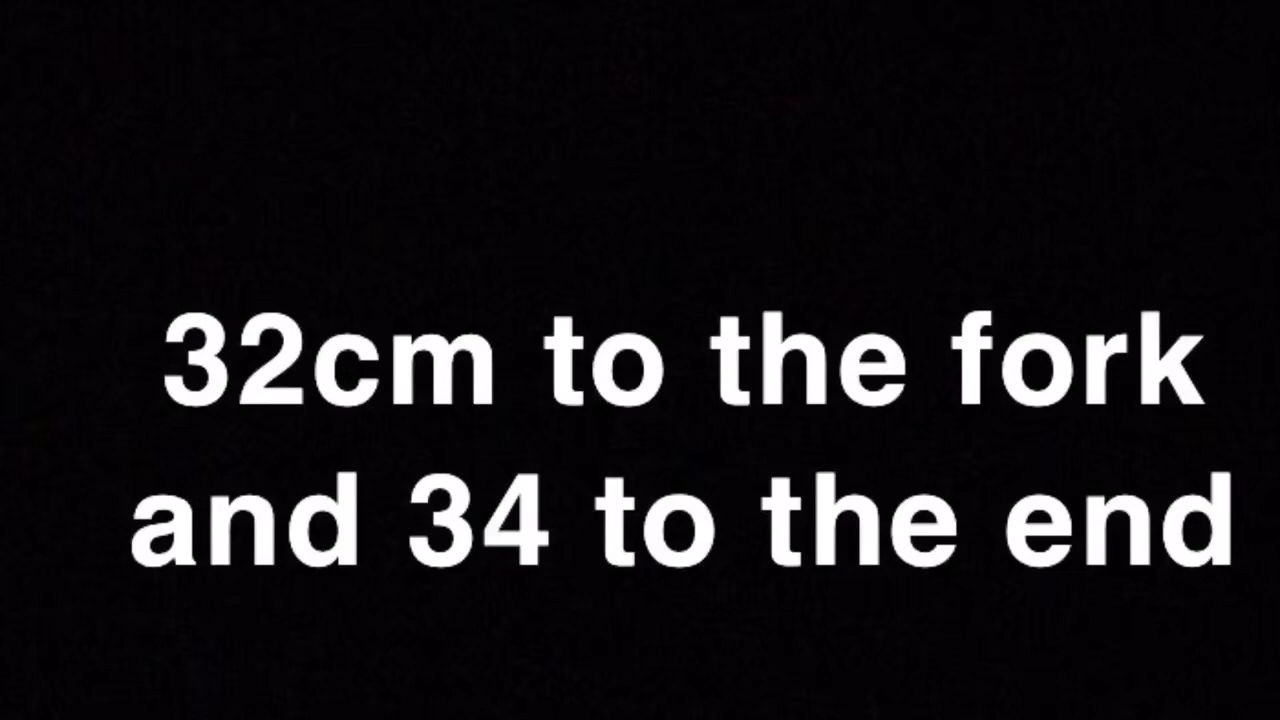 32cm to the fork
and 34 to the end